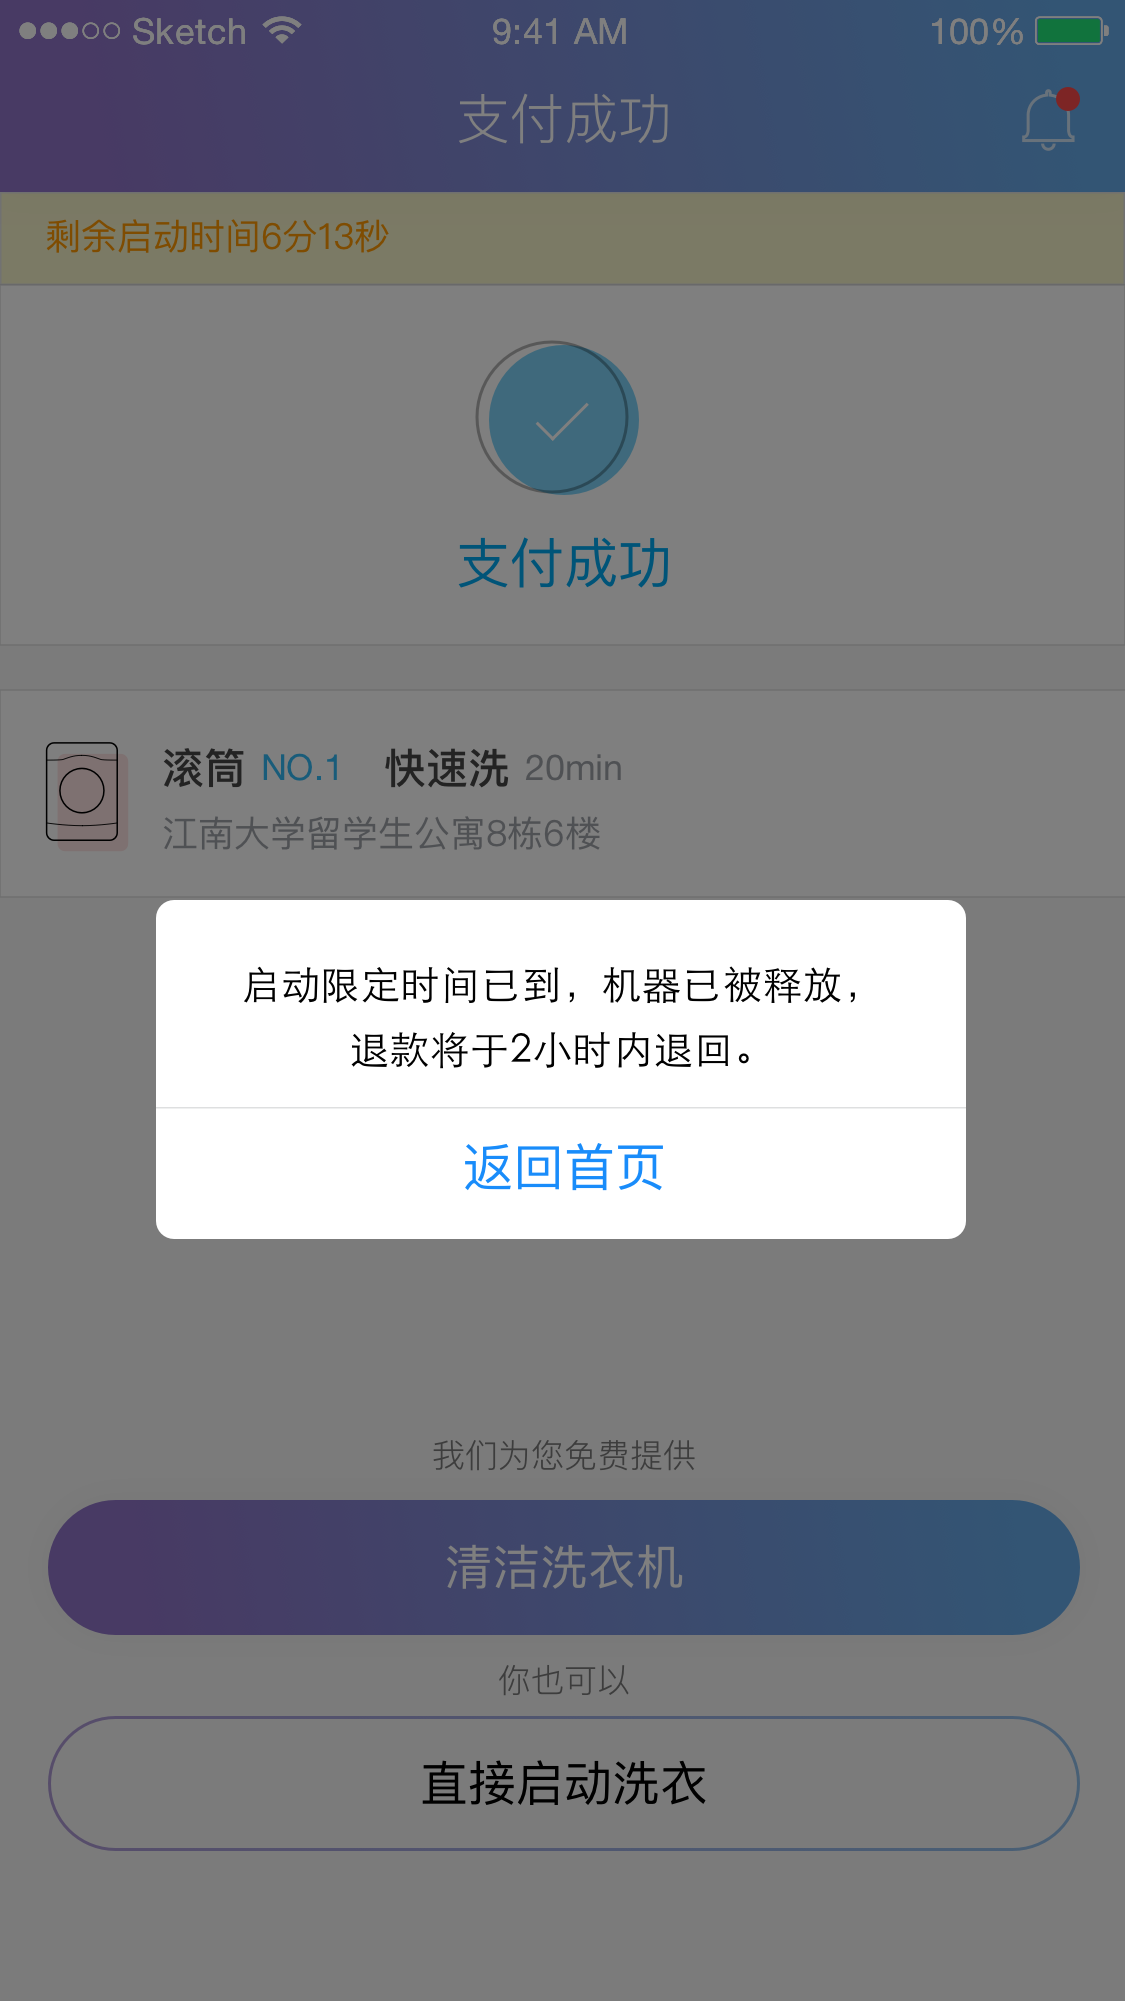 Sketch 9:41 AM 100%
支付成功
剩余启动时间6分13秒
支付成功
滚筒 NO.1 快速洗 20min
江南大学留学生公寓8栋6楼
启动限定时间已到，机器已被释放，
退款将于2小时内退回。
返回首页
我们为您免费提供
清洁洗衣机
你也可以
直接启动洗衣